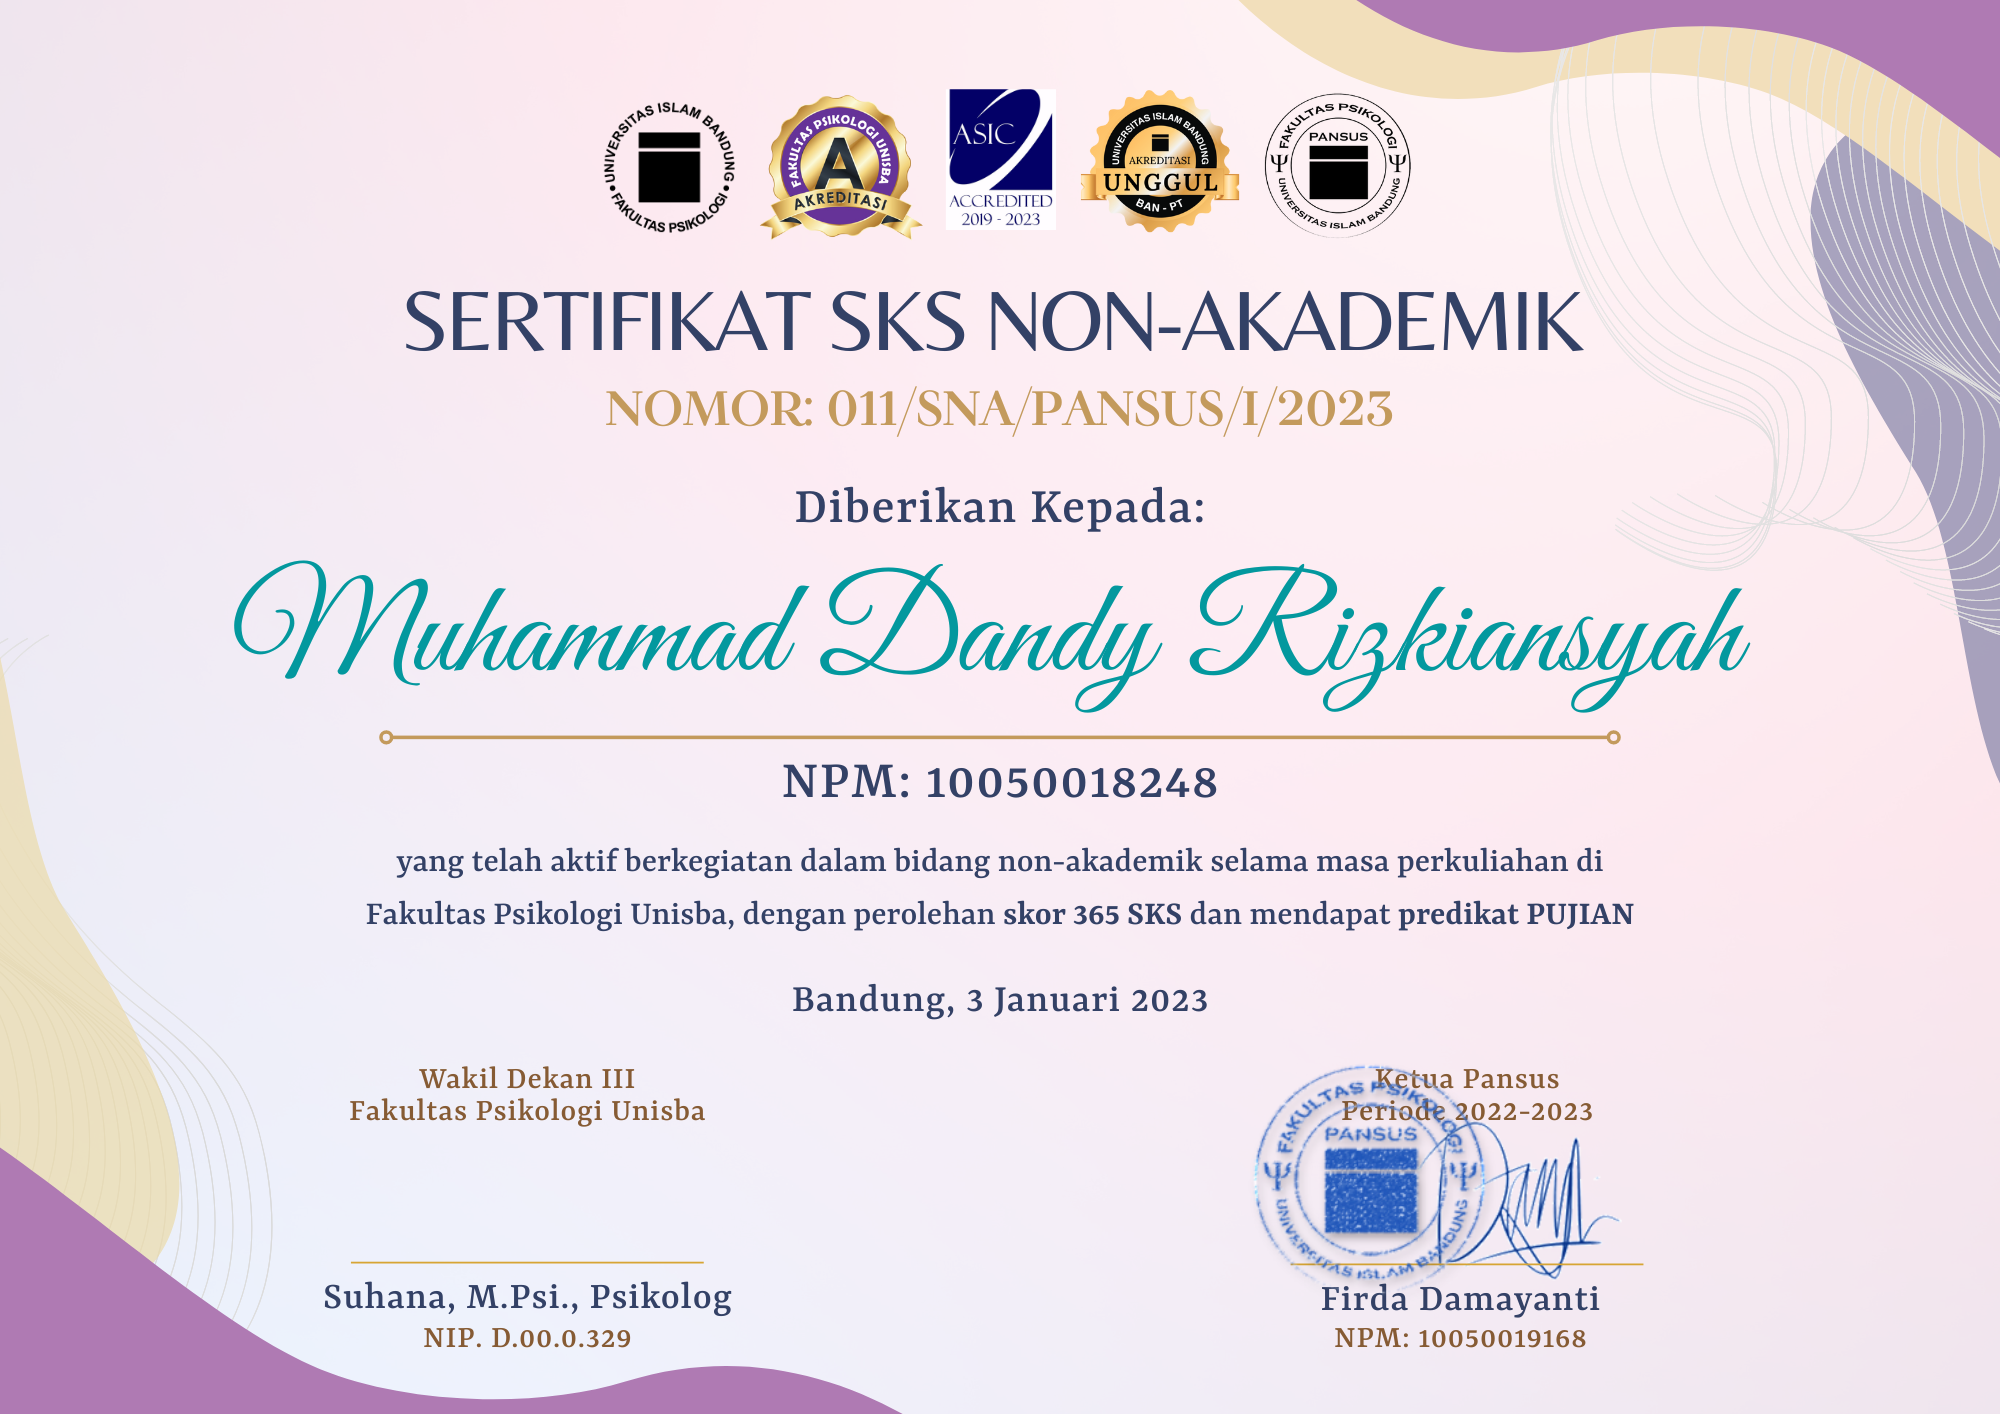 UNIVERSITAS ISLAM BANDUNG
• FAKULTAS PSIKOLOGI •
FAKULTAS PSIKOLOGI UNISBA
A
AKREDITASI
ASIC
ACCREDITED
2019 - 2023
UNIVERSITAS ISLAM BANDUNG
AKREDITASI
UNGGUL
BAN - PT
FAKULTAS PSIKOLOGI
PANSUS
Ψ Ψ
UNIVERSITAS ISLAM BANDUNG
SERTIFIKAT SKS NON-AKADEMIK
NOMOR: 011/SNA/PANSUS/I/2023
Diberikan Kepada:
Muhammad Dandy Rizkiansyah
NPM: 10050018248
yang telah aktif berkegiatan dalam bidang non-akademik selama masa perkuliahan di
Fakultas Psikologi Unisba, dengan perolehan skor 365 SKS dan mendapat predikat PUJIAN
Bandung, 3 Januari 2023
Wakil Dekan III
Fakultas Psikologi Unisba
Suhana, M.Psi., Psikolog
NIP. D.00.0.329
Ketua Pansus
Periode 2022-2023
FAKULTAS PSIKOLOGI
PANSUS
Ψ Ψ
UNIVERSITAS ISLAM BANDUNG
Firda Damayanti
NPM: 10050019168